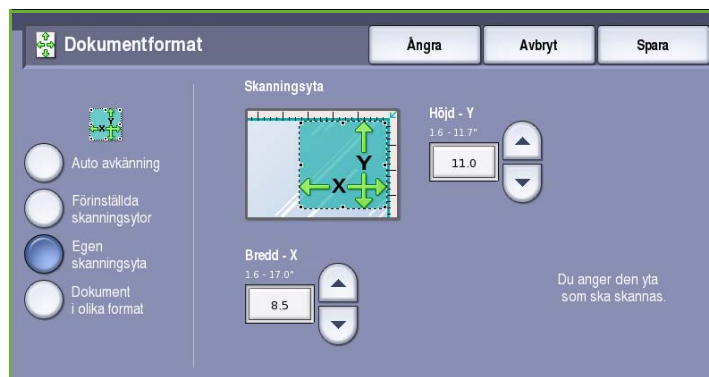 Dokumentformat
Ångra
Avbryt
Spara
Auto avkänning
Förinställda
skanningsytor
Egen
skanningsyta
Dokument
i olika format
Skanningsyta
Y
X
Höjd - Y
1.6 - 11.7"
11.0
Bredd - X
1.6 - 17.0"
8.5
Du anger den yta
som ska skannas.